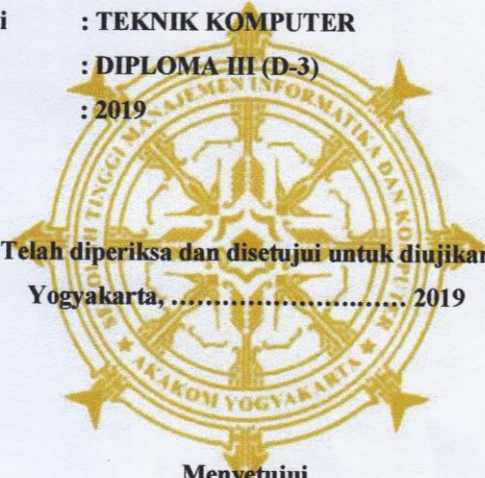 i : TEKNIK KOMPUTER
: DIPLOMA III (D-3)
: 2019
SEKOLAH TINGGI MANAJEMEN INFORMATIKA DAN KOMPUTER
★ AKAKOM YOGYAKARTA ★
Telah diperiksa dan disetujui untuk diujikan
Yogyakarta, ................................ 2019
Menyetujui